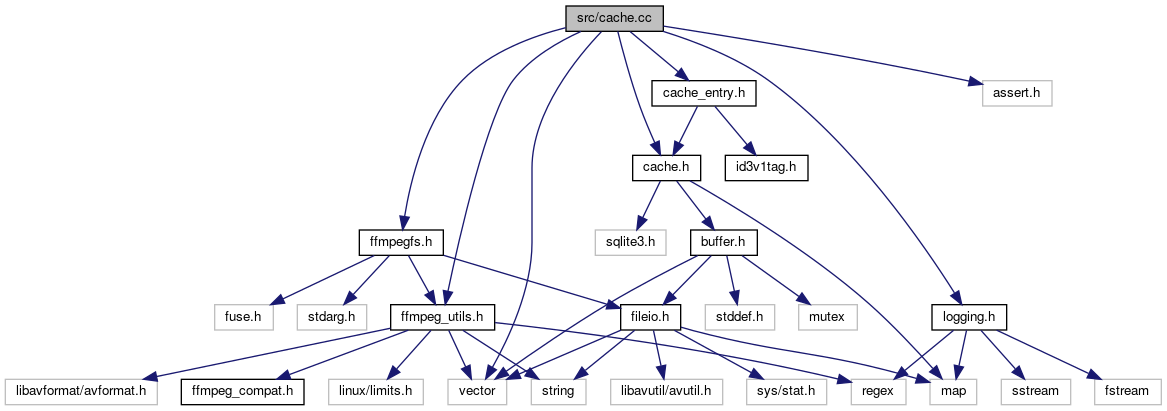 src/cache.cc
cache_entry.h
assert.h
cache.h
id3v1tag.h
ffmpegfs.h
sqlite3.h
buffer.h
fuse.h
stdarg.h
ffmpeg_utils.h
fileio.h
stddef.h
mutex
logging.h
libavformat/avformat.h
ffmpeg_compat.h
linux/limits.h
vector
string
libavutil/avutil.h
sys/stat.h
regex
map
sstream
fstream